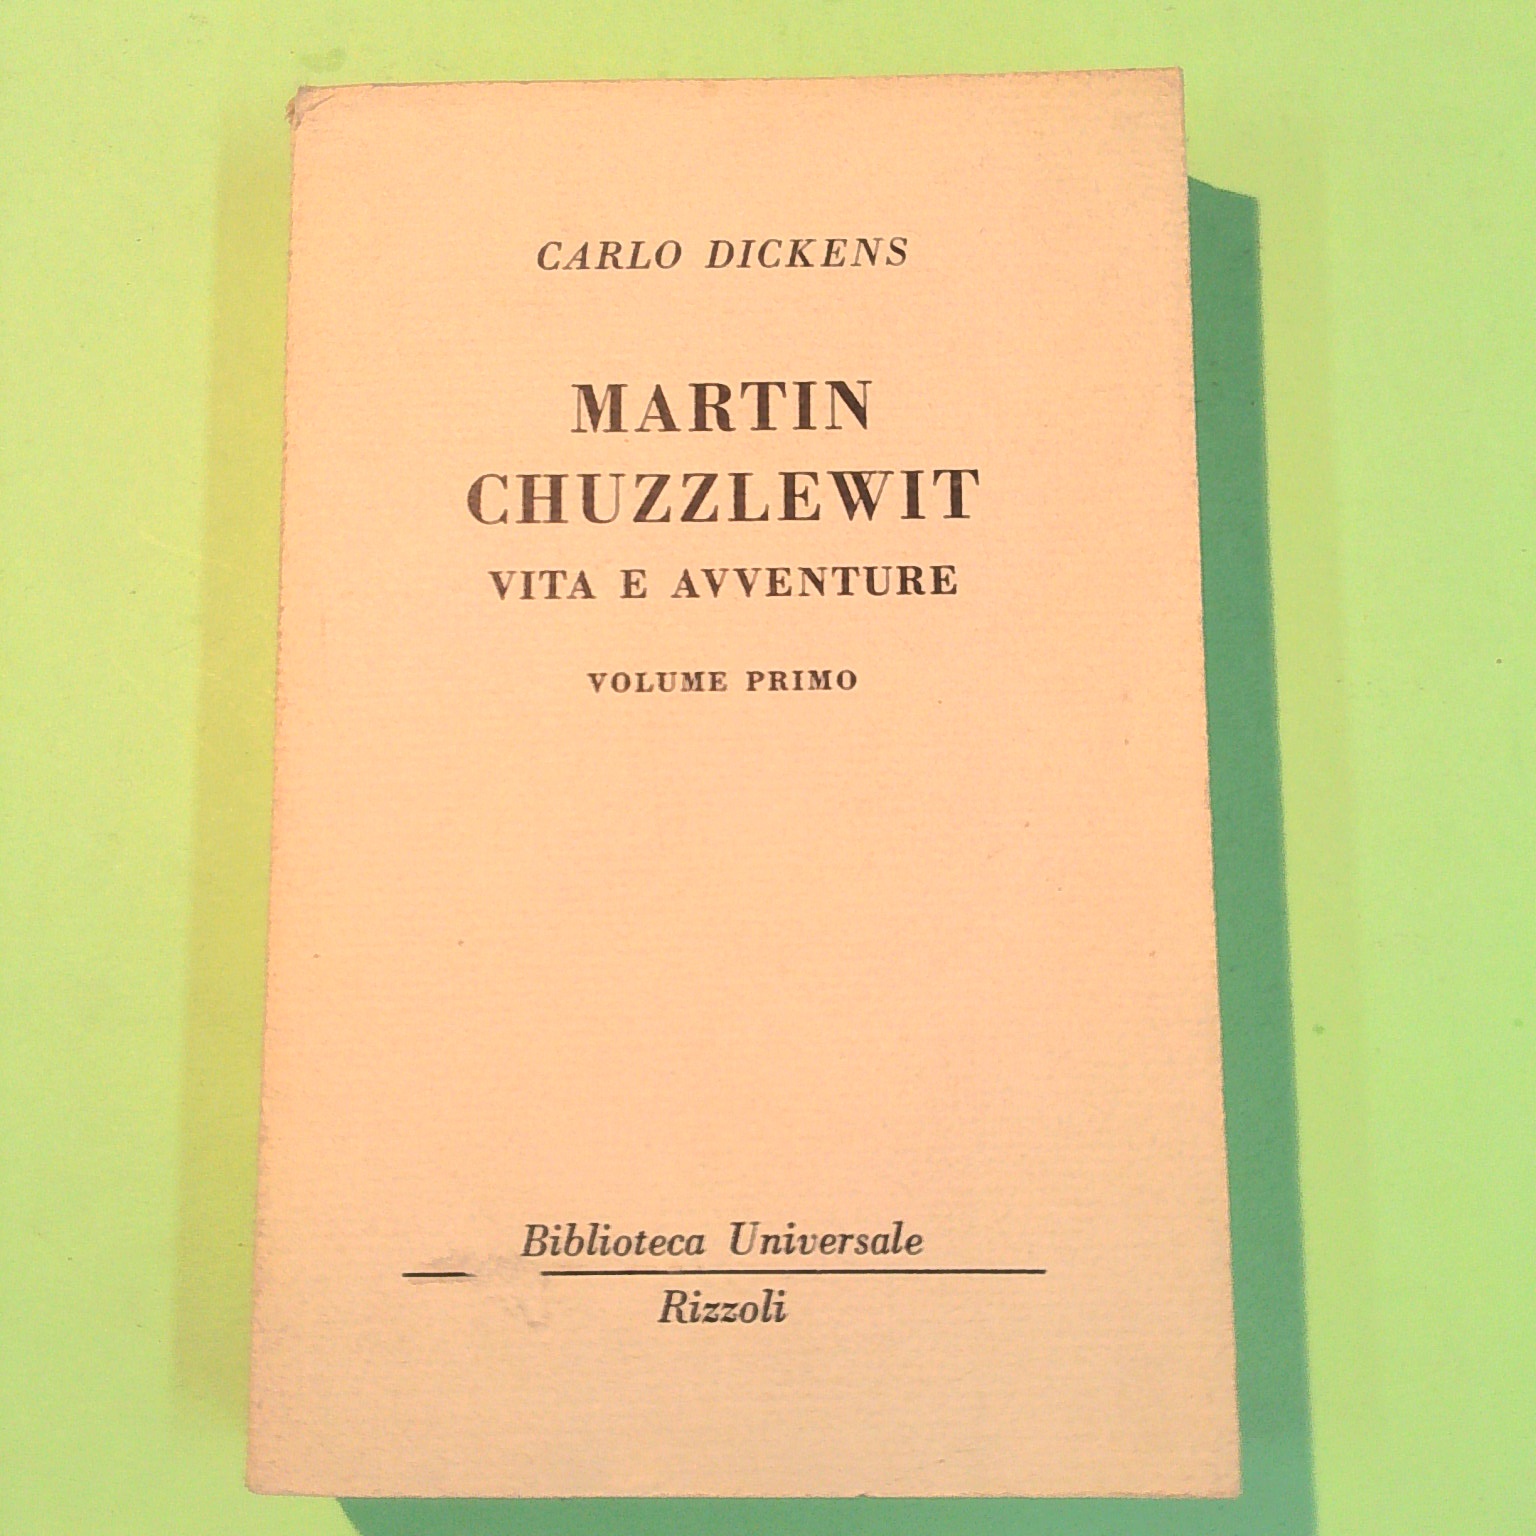 CARLO DICKENS
MARTIN
CHUZZLEWIT
VITA E AVVENTURE
VOLUME PRIMO
Biblioteca Universale
Rizzoli